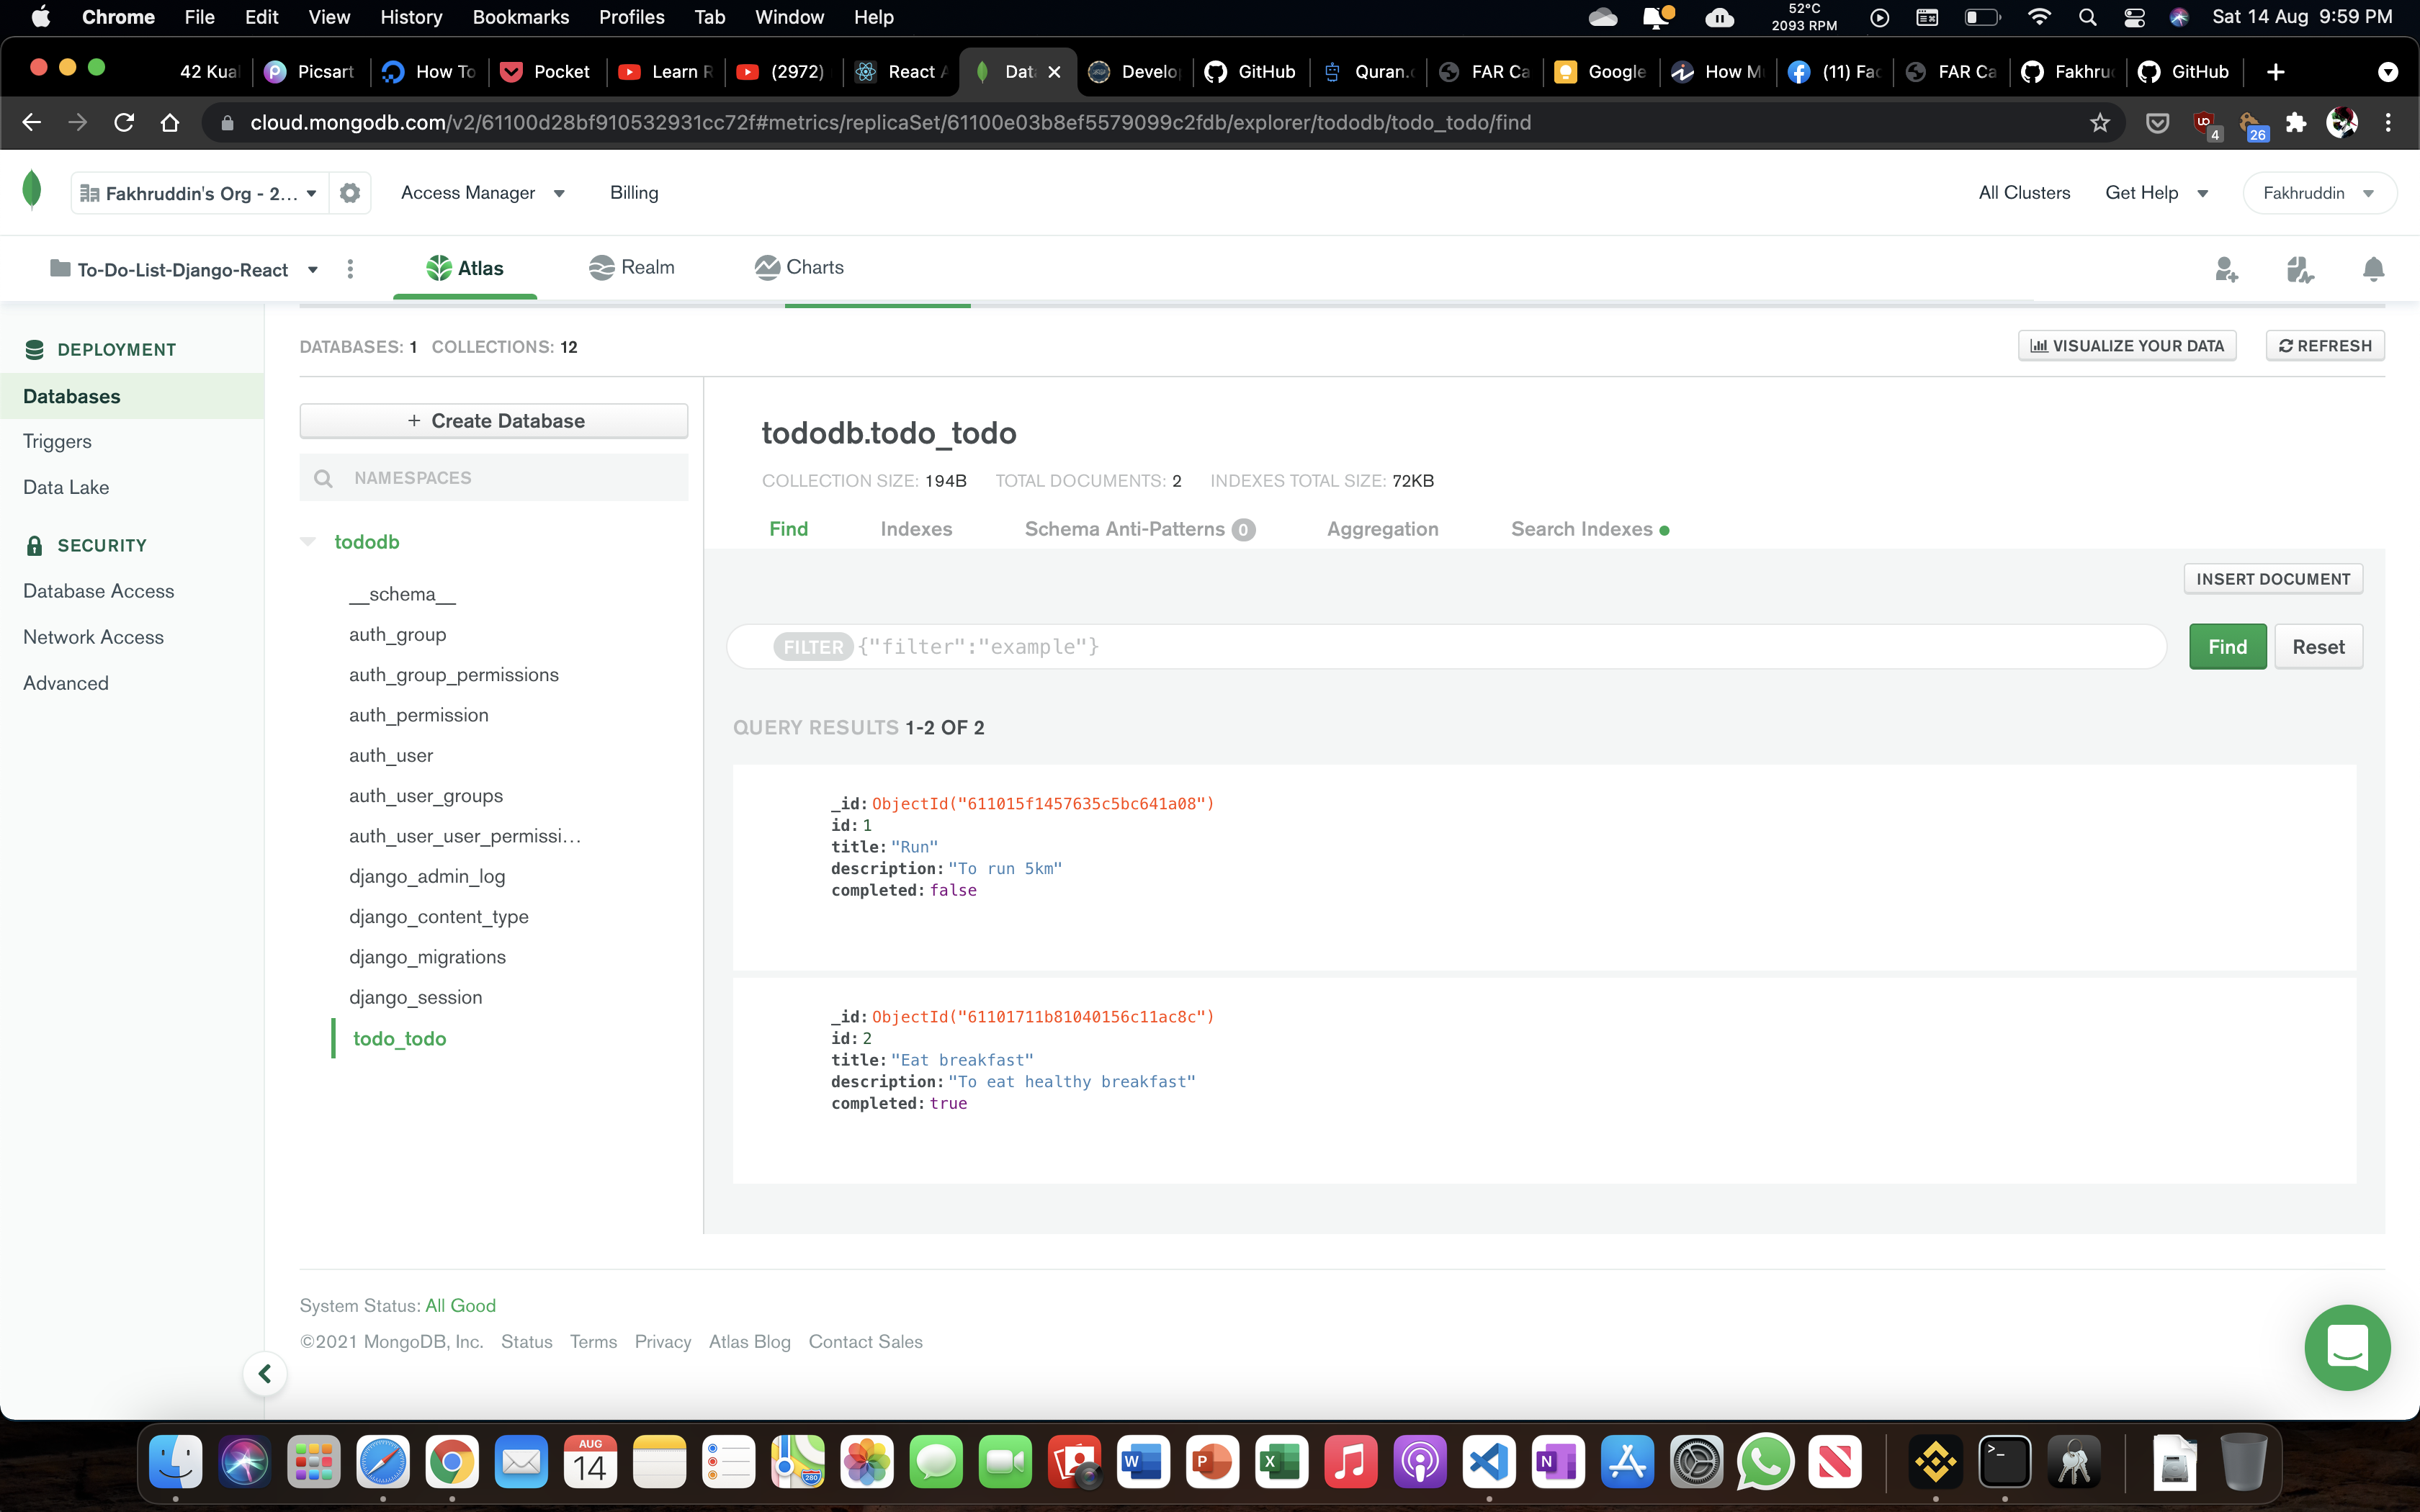 Chrome File Edit View History Bookmarks Profiles Tab Window Help 52°C 2093 RPM Sat 14 Aug 9:59 PM
42 Kua Picsart How To Pocket Learn R (2972) React A Dat Develo GitHub Quran. FAR Ca Google How M (11) Fac FAR Ca Fakhru GitHub
cloud.mongodb.com/v2/61100d28bf910532931cc72f#metrics/replicaSet/61100e03b8ef5579099c2fdb/explorer/tododb/todo_todo/find 4 26
Fakhruddin's Org - 2... Access Manager Billing All Clusters Get Help Fakhruddin
To-Do-List-Django-React Atlas Realm Charts
DEPLOYMENT
Databases
Triggers
Data Lake
SECURITY
Database Access
Network Access
Advanced
DATABASES: 1 COLLECTIONS: 12
VISUALIZE YOUR DATA REFRESH
+ Create Database
NAMESPACES
tododb
__schema__
auth_group
auth_group_permissions
auth_permission
auth_user
auth_user_groups
auth_user_user_permissi...
django_admin_log
django_content_type
django_migrations
django_session
todo_todo
tododb.todo_todo
COLLECTION SIZE: 194B TOTAL DOCUMENTS: 2 INDEXES TOTAL SIZE: 72KB
Find Indexes Schema Anti-Patterns 0 Aggregation Search Indexes
INSERT DOCUMENT
FILTER {"filter":"example"} Find Reset
QUERY RESULTS 1-2 OF 2
_id: ObjectId("611015f1457635c5bc641a08")
id: 1
title: "Run"
description: "To run 5km"
completed: false
_id: ObjectId("61101711b81040156c11ac8c")
id: 2
title: "Eat breakfast"
description: "To eat healthy breakfast"
completed: true
System Status: All Good
©2021 MongoDB, Inc. Status Terms Privacy Atlas Blog Contact Sales
AUG
14
280
W
P
X
N
>_